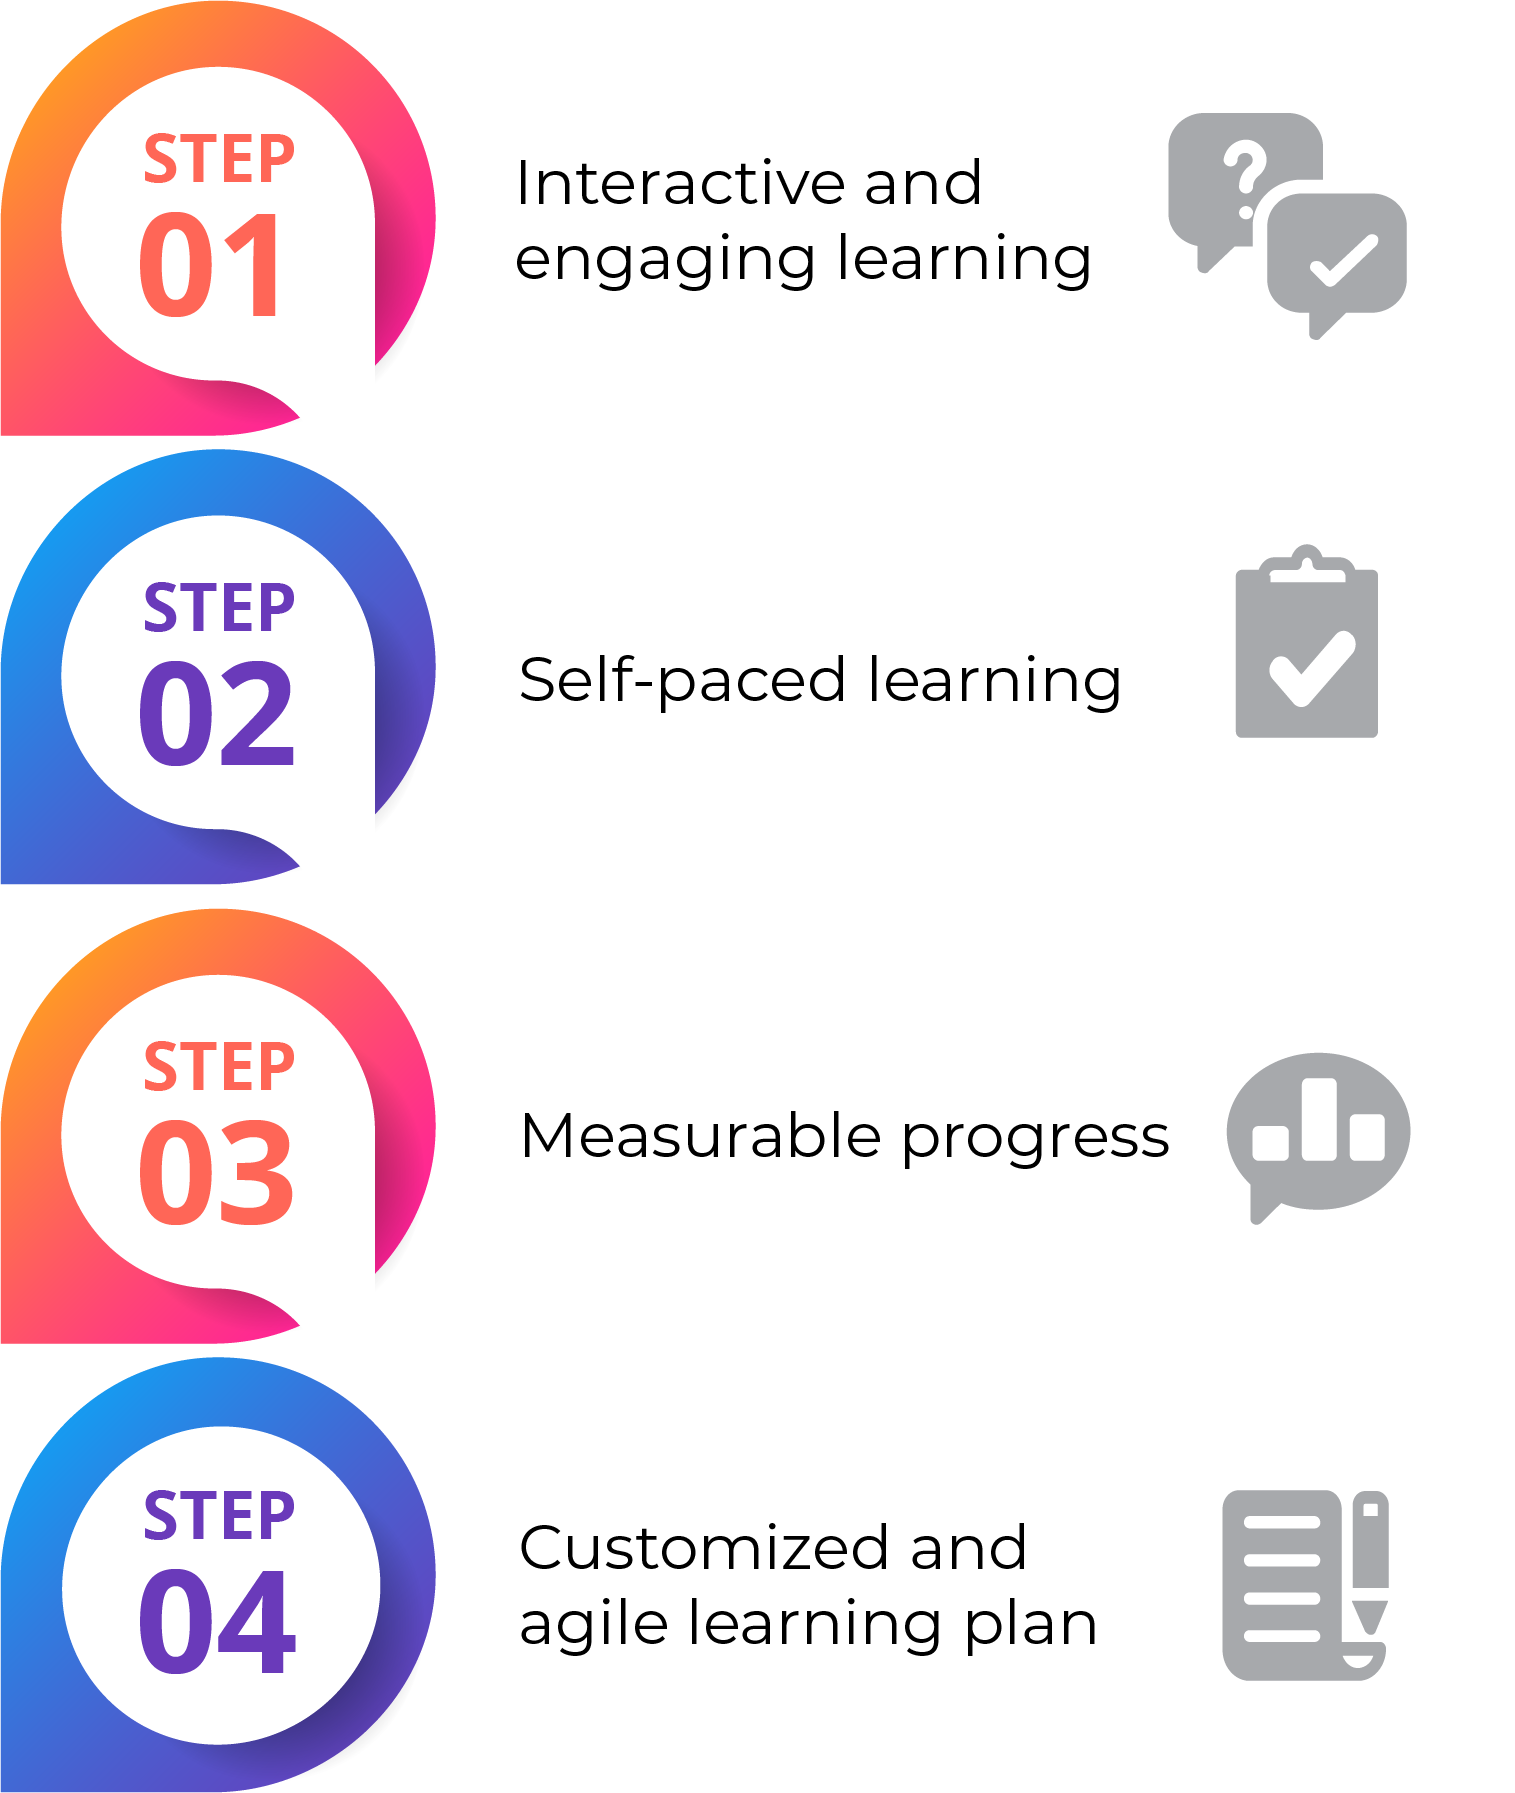 STEP
01
Interactive and
engaging learning
STEP
02
Self-paced learning
STEP
03
Measurable progress
STEP
04
Customized and
agile learning plan